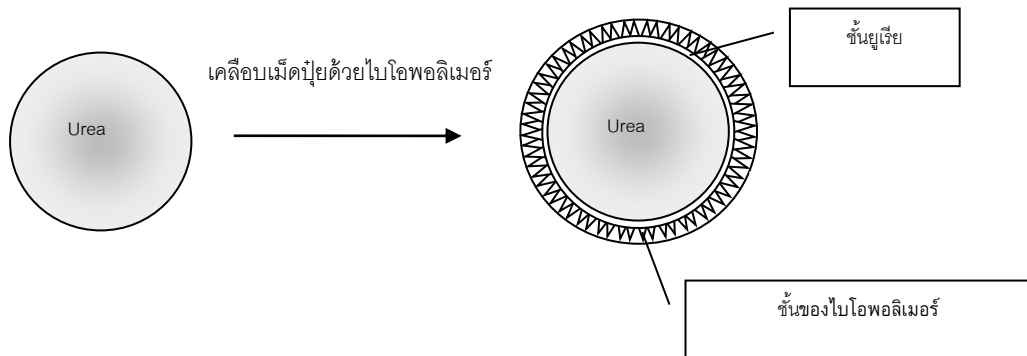 ชั้นยูเรีย
เคลือบเม็ดปุ๋ยด้วยไบโอพอลิเมอร์
Urea
Urea
ชั้นของไบโอพอลิเมอร์